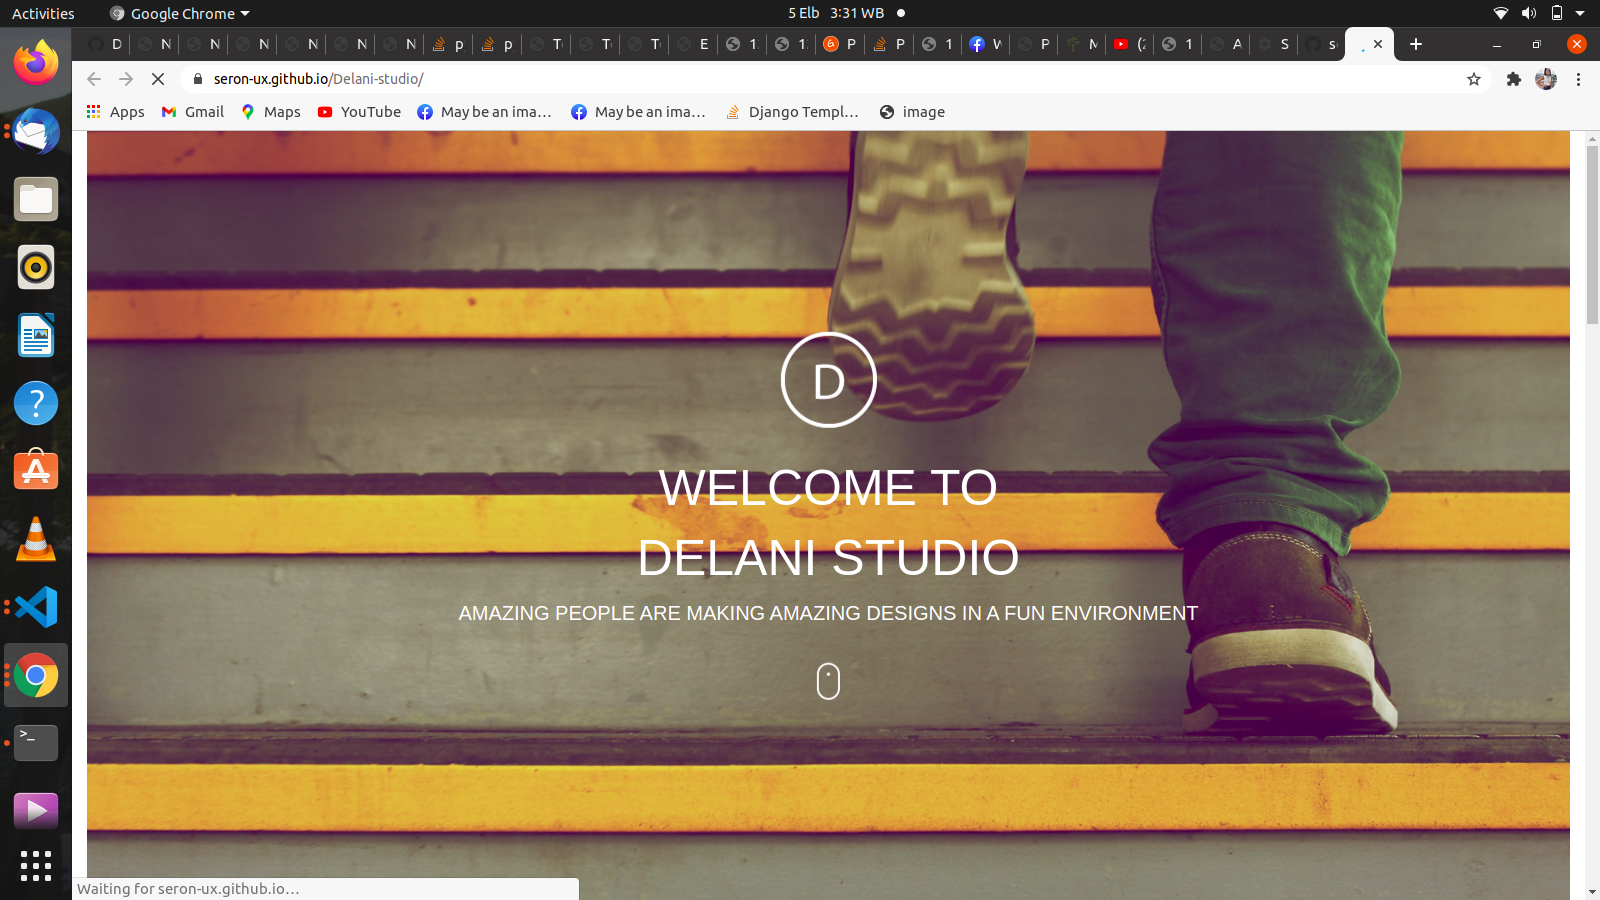 Activities
Google Chrome
5 Elb 3:31 WB
D
N
N
N
N
N
N
p
p
T
T
T
E
1
1
P
P
1
W
P
M
(
1
A
S
s
seron-ux.github.io/Delani-studio/
Apps
Gmail
Maps
YouTube
May be an ima...
May be an ima...
Django Templ...
image
D
WELCOME TO
DELANI STUDIO
AMAZING PEOPLE ARE MAKING AMAZING DESIGNS IN A FUN ENVIRONMENT
Waiting for seron-ux.github.io...